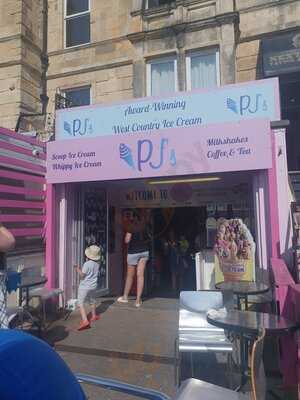 Award-Winning
PJ's
West Country Ice Cream
PJ's
Scoop Ice Cream
Whippy Ice Cream
PJ's
Milkshakes
Coffee & Tea
WELCOME TO